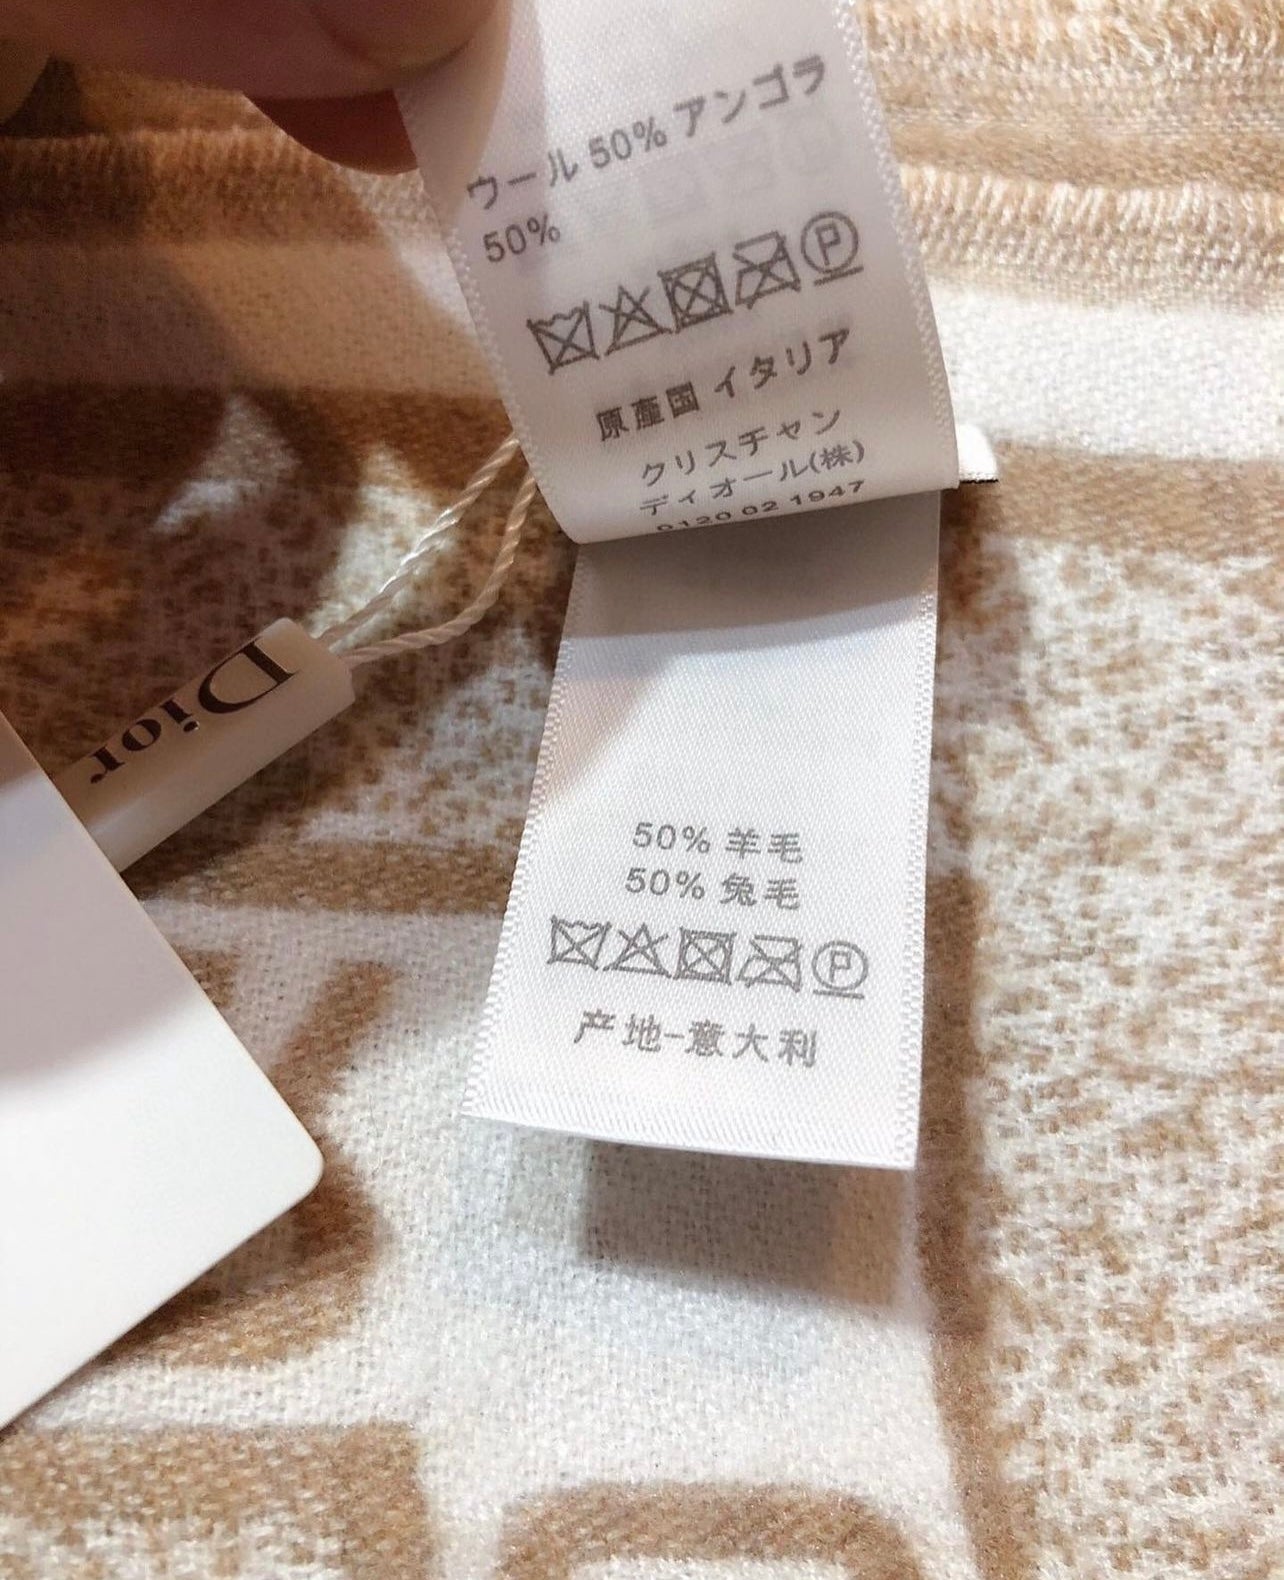 ウール 50% アンゴラ
50%
原産国 イタリア
クリスチャン
ディオール(株)
0120 02 1947
Dior
50% 羊毛
50% 兔毛
产地-意大利